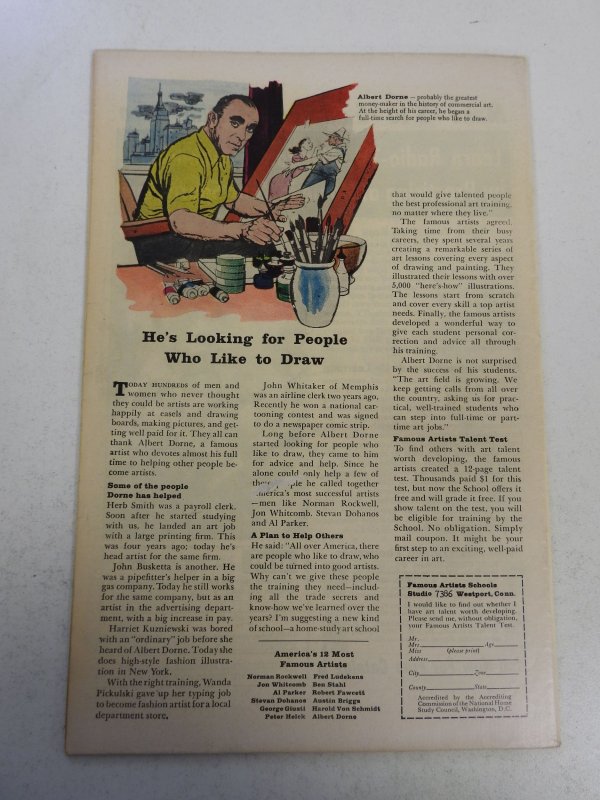 Albert Dorne — probably the greatest
money-maker in the history of commercial art.
At the height of his career, he began a
full-time search for people who like to draw.
He's Looking for People
Who Like to Draw
TODAY HUNDREDS of men and
women who never thought
they could be artists are working
happily at easels and drawing
boards, making pictures, and get-
ting well paid for it. They all can
thank Albert Dorne, a famous
artist who devotes almost his full
time to helping other people be-
come artists.
Some of the people
Dorne has helped
Herb Smith was a payroll clerk.
Soon after he started studying
with us, he landed an art job
with a large printing firm. This
was four years ago; today he's
head artist for the same firm.
John Busketta is another. He
was a pipefitter's helper in a big
gas company. Today he still works
for the same company, but as an
artist in the advertising depart-
ment, with a big increase in pay.
Harriet Kuzniewski was bored
with an "ordinary" job before she
heard of Albert Dorne. Today she
does high-style fashion illustra-
tion in New York.
With the right training, Wanda
Pickulski gave up her typing job
to become fashion artist for a local
department store.
John Whitaker of Memphis
was an airline clerk two years ago.
Recently he won a national car-
tooning contest and was signed
to do a newspaper comic strip.
Long before Albert Dorne
started looking for people who
like to draw, they came to him
for advice and help. Since he
alone could only help a few of
he called together
America's most successful artists
—men like Norman Rockwell,
Jon Whitcomb, Stevan Dohanos
and Al Parker.
A Plan to Help Others
He said: "All over America, there
are people who like to draw, who
could be turned into good artists.
Why can't we give these people
the training they need—includ-
ing all the trade secrets and
know-how we've learned over the
years? I'm suggesting a new kind
of school—a home-study art school
America's 12 Most
Famous Artists
Norman Rockwell Fred Ludekens
Jon Whitcomb Ben Stahl
Al Parker Robert Fawcett
Stevan Dohanos Austin Briggs
George Giusti Harold Von Schmidt
Peter Helck Albert Dorne
that would give talented people
the best professional art training,
no matter where they live."
The famous artists agreed.
Taking time from their busy
careers, they spent several years
creating a remarkable series of
art lessons covering every aspect
of drawing and painting. They
illustrated their lessons with over
5,000 "here's-how" illustrations.
The lessons start from scratch
and cover every skill a top artist
needs. Finally, the famous artists
developed a wonderful way to
give each student personal cor-
rection and advice all through
his training.
Albert Dorne is not surprised
by the success of his students.
"The art field is growing. We
keep getting calls from all over
the country, asking us for prac-
tical, well-trained students who
can step into full-time or part-
time art jobs."
Famous Artists Talent Test
To find others with art talent
worth developing, the famous
artists created a 12-page talent
test. Thousands paid $1 for this
test, but now the School offers it
free and will grade it free. If you
show talent on the test, you will
be eligible for training by the
School. No obligation. Simply
mail coupon. It might be your
first step to an exciting, well-paid
career in art.
Famous Artists Schools
Studio 7366 Westport, Conn.
I would like to find out whether I
have art talent worth developing.
Please send me, without obligation,
your Famous Artists Talent Test.
Mr.
Mrs. Age
Miss (please print)
Address
City Zone
County State
Accredited by the Accrediting
Commission of the National Home
Study Council, Washington, D.C.